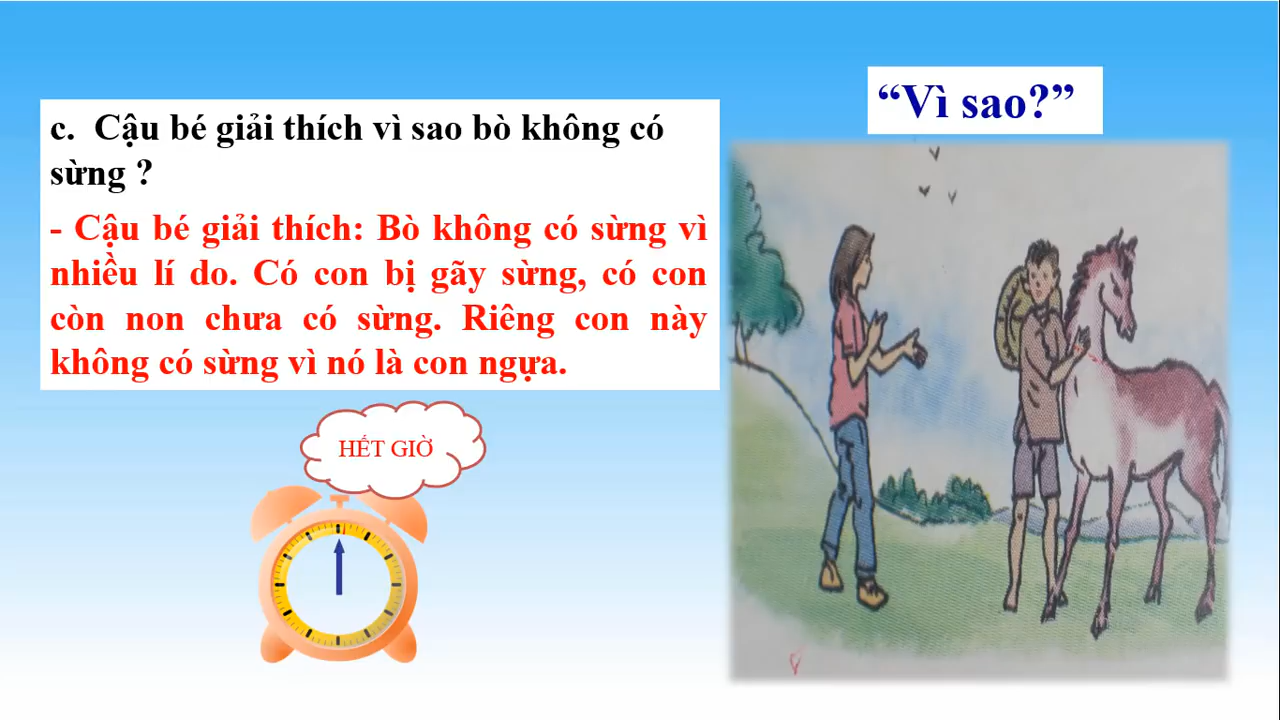 “Vì sao?”
c. Cậu bé giải thích vì sao bò không có
sừng ?
- Cậu bé giải thích: Bò không có sừng vì
nhiều lí do. Có con bị gãy sừng, có con
còn non chưa có sừng. Riêng con này
không có sừng vì nó là con ngựa.
HẾT GIỜ